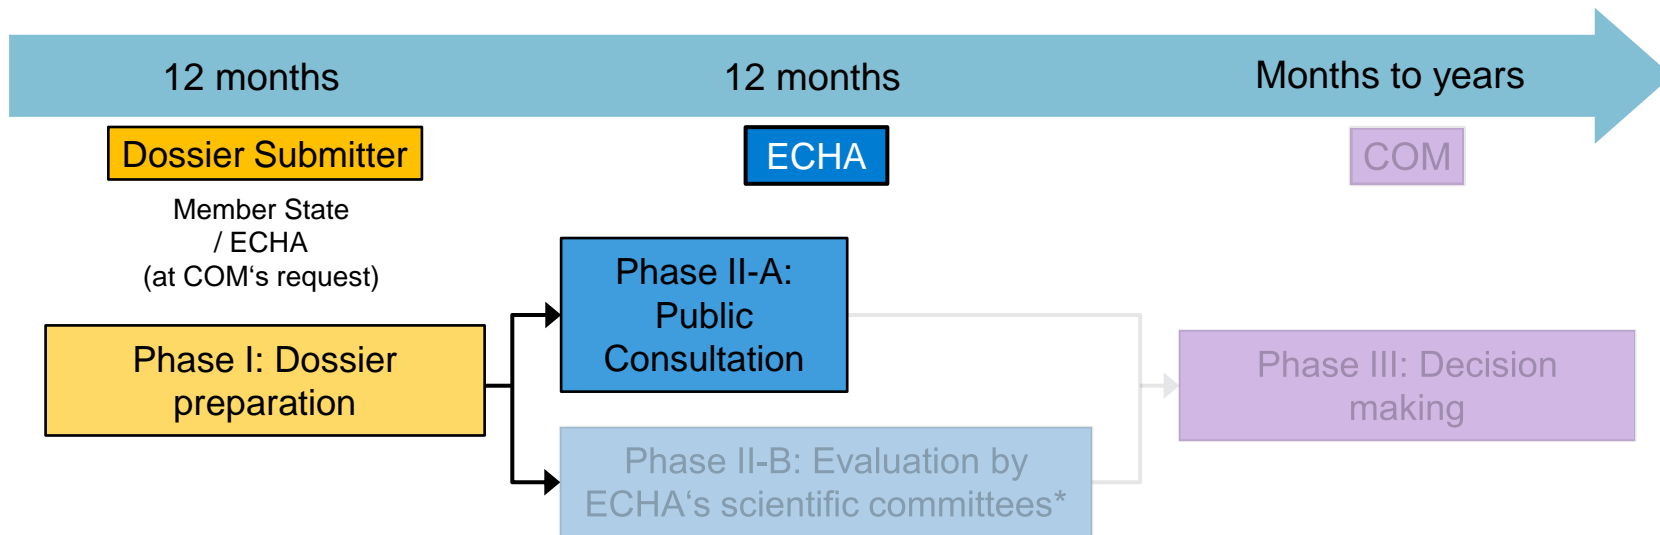 12 months
12 months
Months to years
Dossier Submitter
ECHA
COM
Member State
/ ECHA
(at COM‘s request)
Phase I: Dossier
preparation
Phase II-A:
Public
Consultation
Phase II-B: Evaluation by
ECHA‘s scientific committees*
Phase III: Decision
making